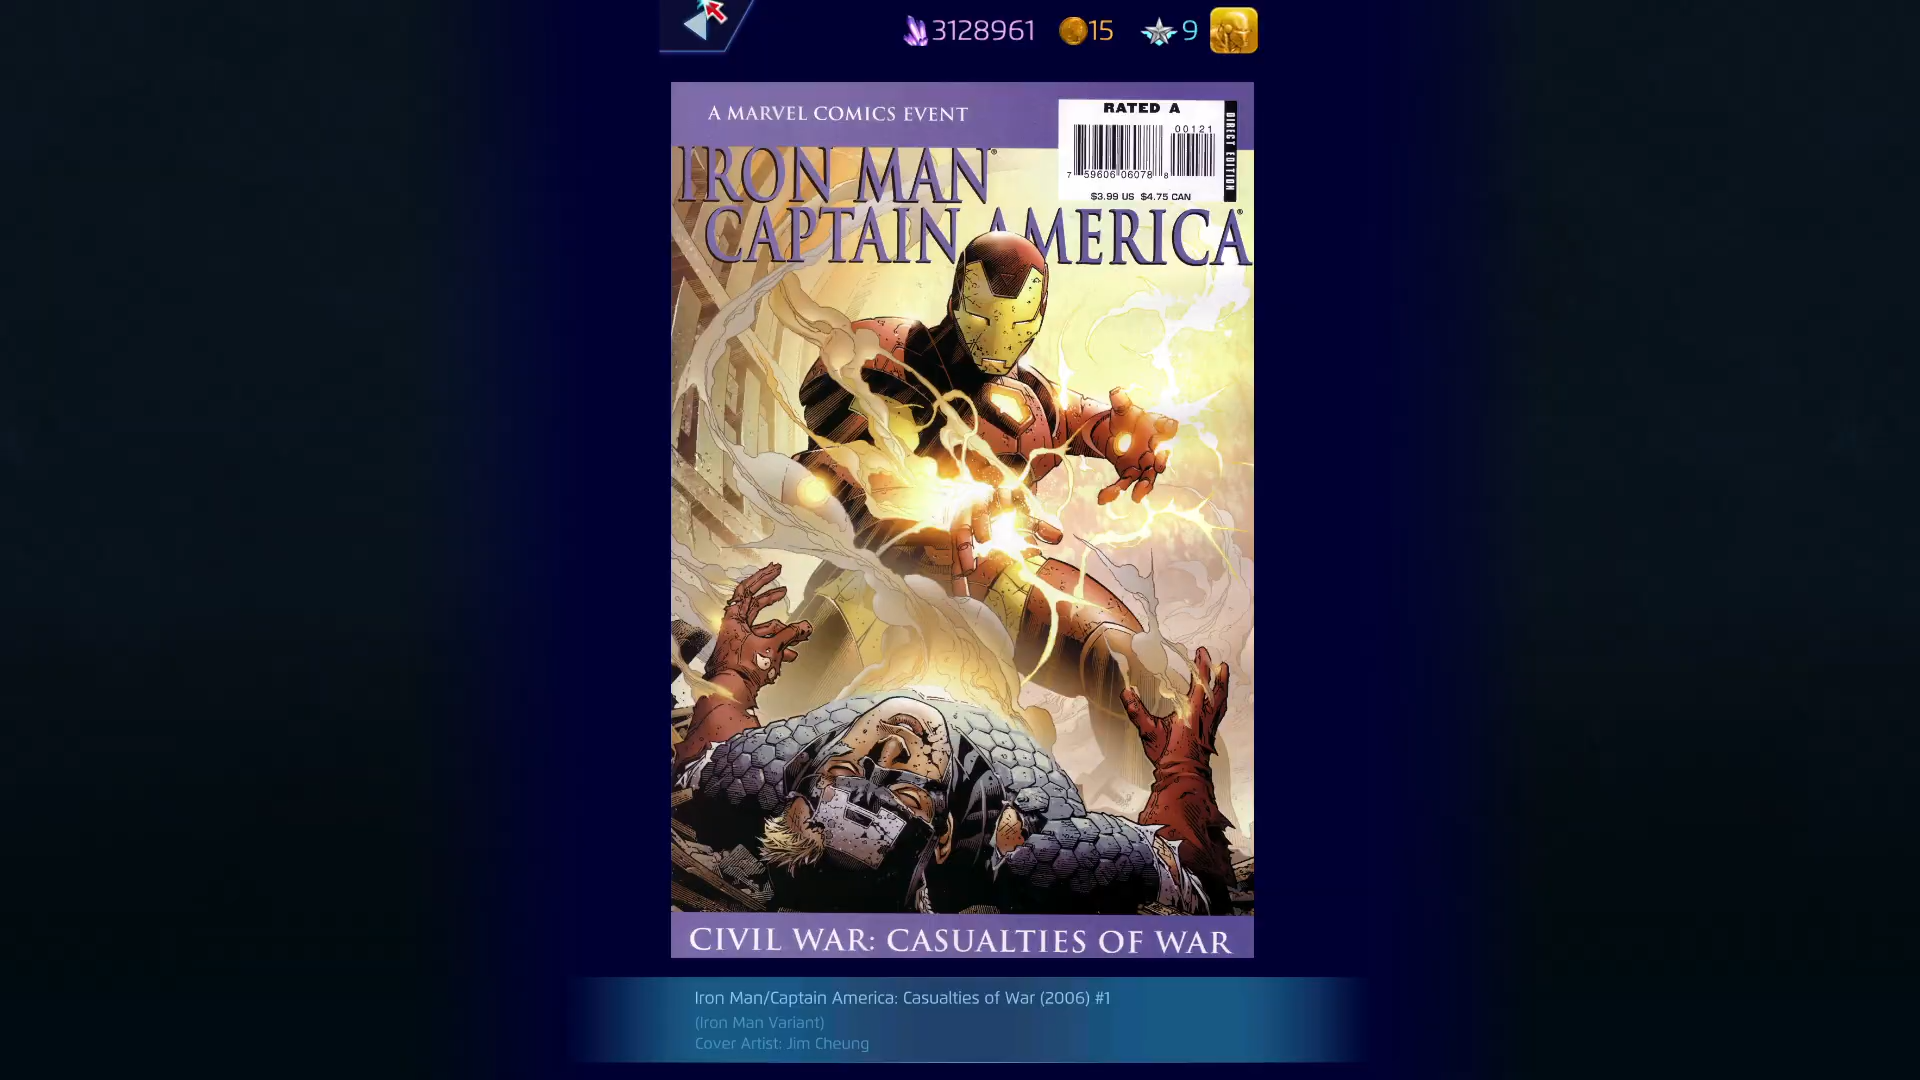 3128961 15 9
A MARVEL COMICS EVENT
RATED A
00121
7 59606 06078 8
DIRECT EDITION
$3.99 US $4.75 CAN
IRON MAN®
CAPTAIN AMERICA®
CIVIL WAR: CASUALTIES OF WAR
Iron Man/Captain America: Casualties of War (2006) #1
(Iron Man Variant)
Cover Artist: Jim Cheung